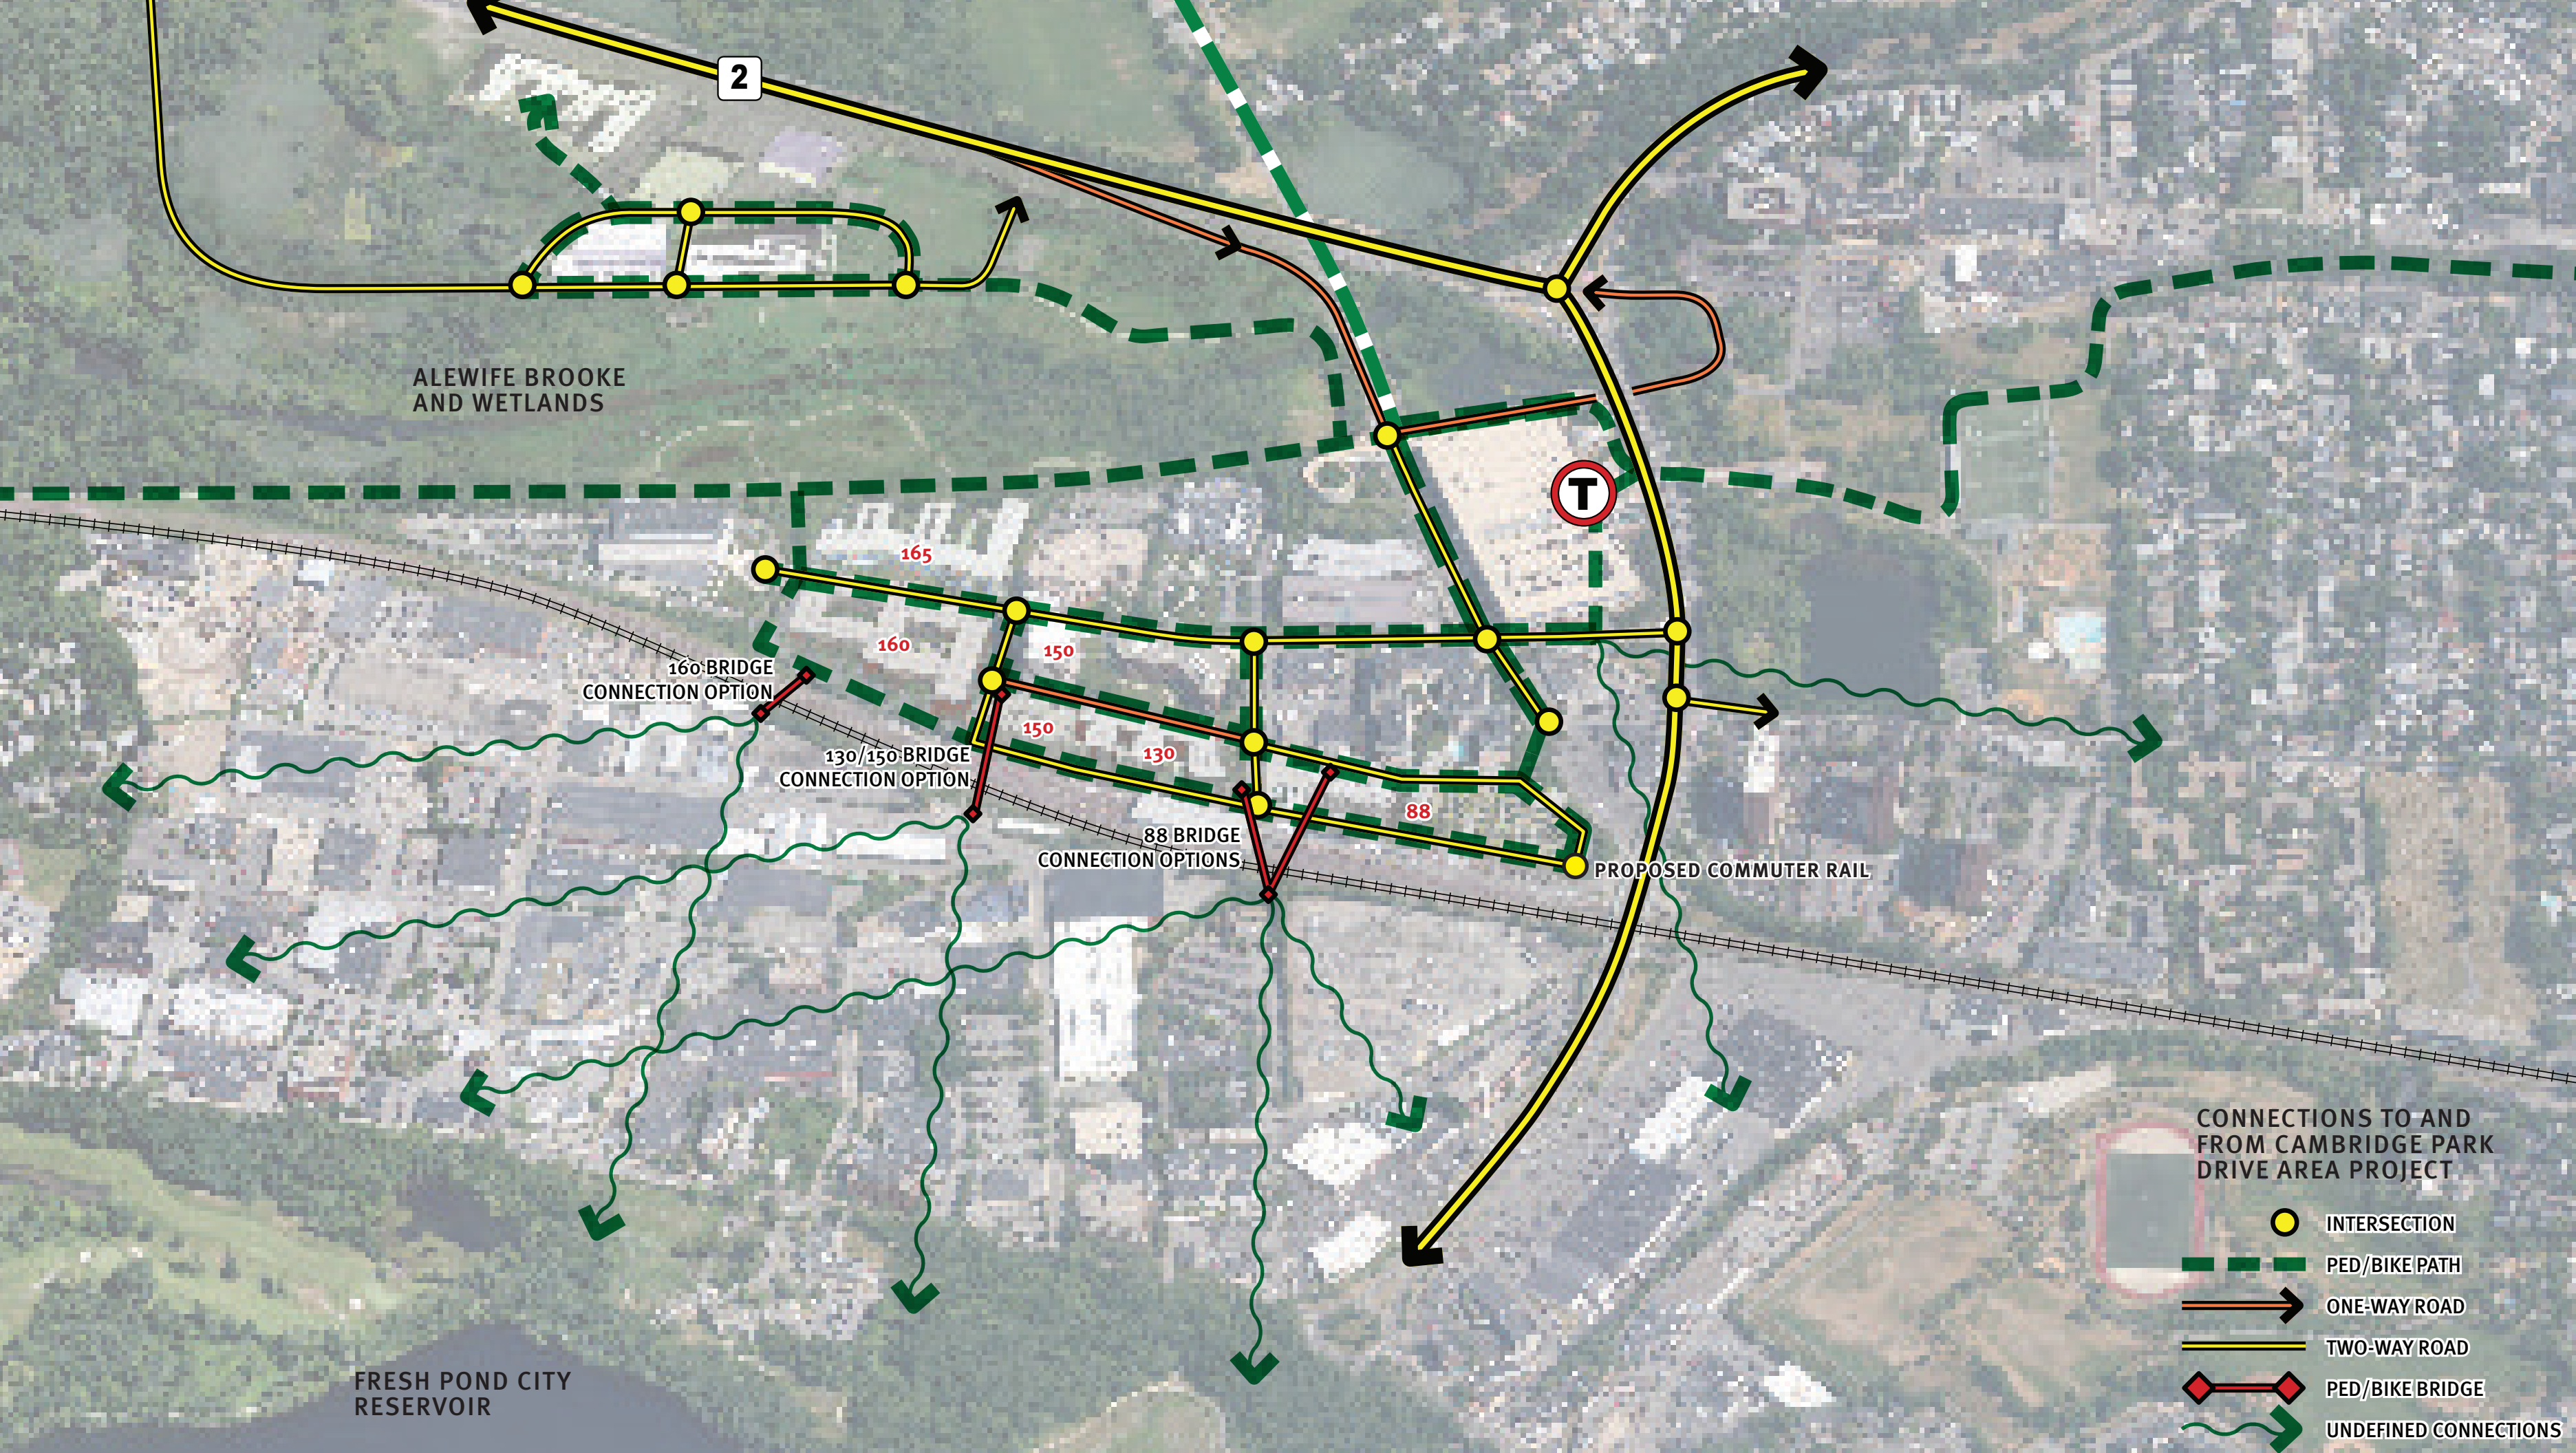 2
ALEWIFE BROOKE
AND WETLANDS
T
165
160
150
160 BRIDGE
CONNECTION OPTION
150
130
130/150 BRIDGE
CONNECTION OPTION
88
88 BRIDGE
CONNECTION OPTIONS
PROPOSED COMMUTER RAIL
FRESH POND CITY
RESERVOIR
CONNECTIONS TO AND
FROM CAMBRIDGE PARK
DRIVE AREA PROJECT
INTERSECTION
PED/BIKE PATH
ONE-WAY ROAD
TWO-WAY ROAD
PED/BIKE BRIDGE
UNDEFINED CONNECTIONS